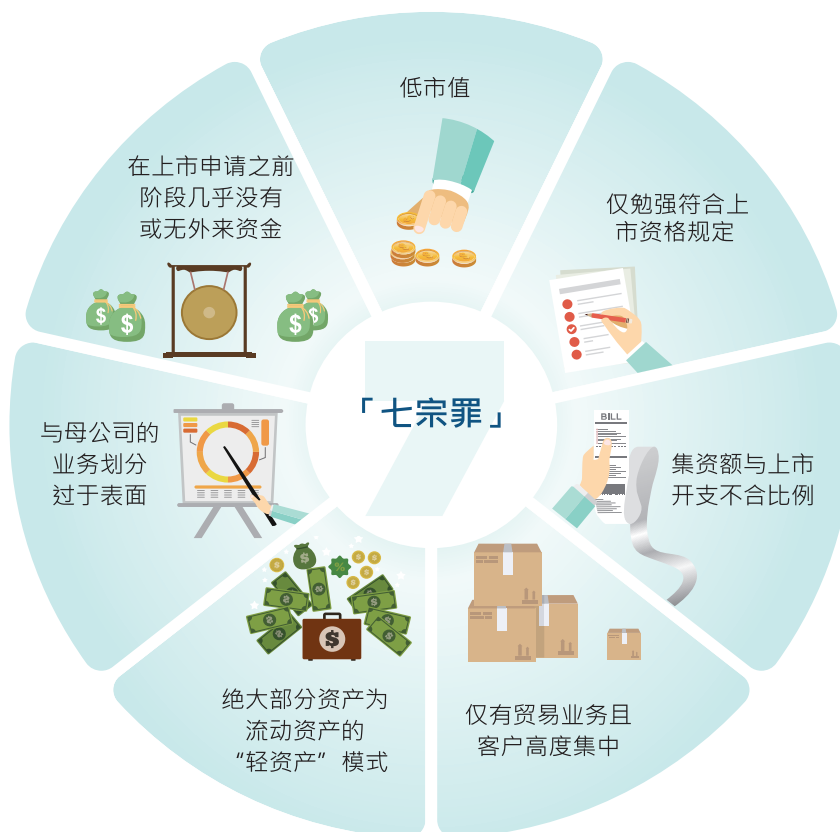 「七宗罪」
低市值
仅勉强符合上
市资格规定
BILL
集资额与上市
开支不合比例
仅有贸易业务且
客户高度集中
绝大部分资产为
流动资产的
“轻资产” 模式
与母公司的
业务划分
过于表面
在上市申请之前
阶段几乎没有
或无外来资金